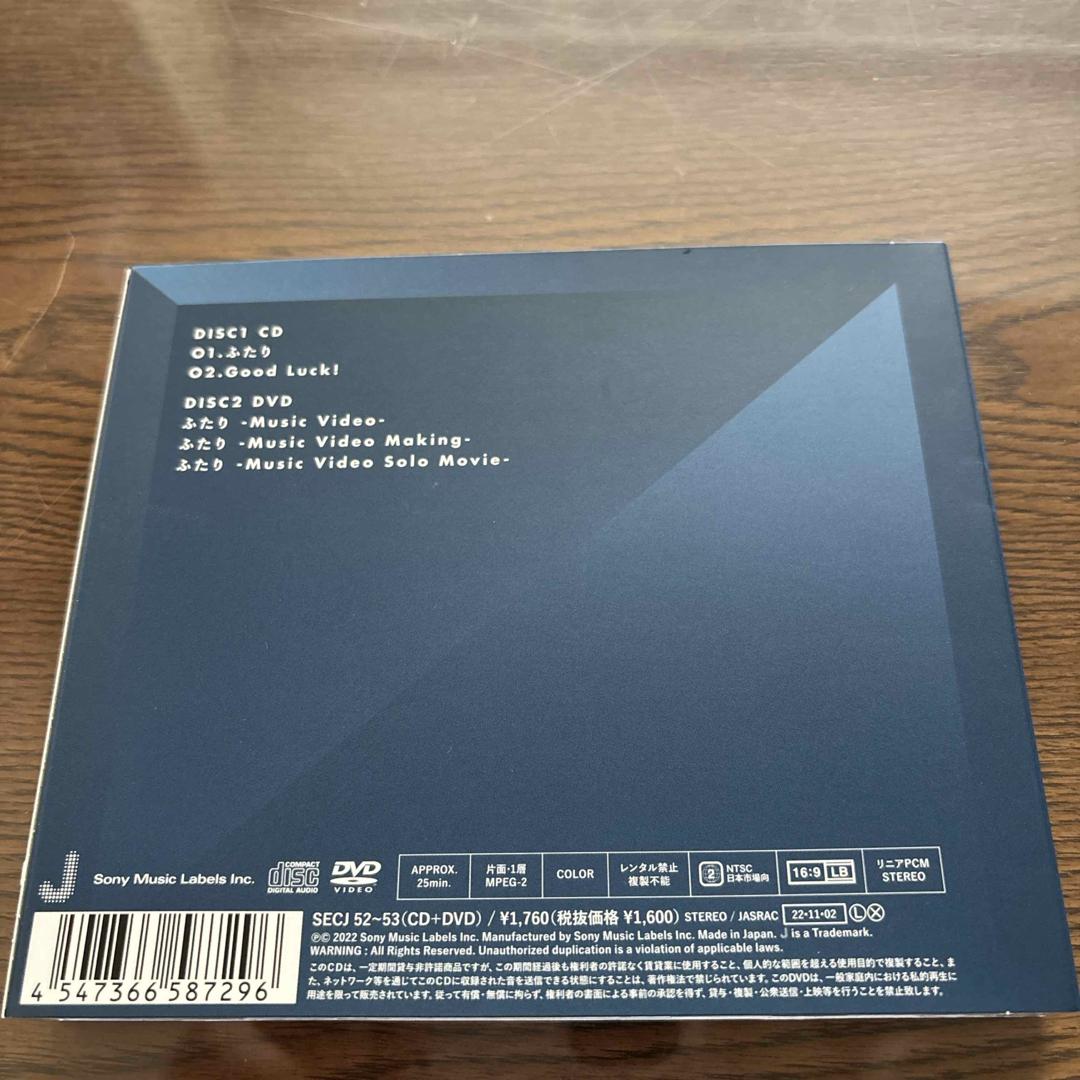 DISC1 CD
01.ふたり
02.Good Luck!
DISC2 DVD
ふたり -Music Video-
ふたり -Music Video Making-
ふたり -Music Video Solo Movie-
J
Sony Music Labels Inc.
COMPACT
disc
DIGITAL AUDIO
DVD
VIDEO
APPROX.
25min.
片面·1層
MPEG-2
COLOR
レンタル禁止
複製不能
2
NTSC
日本市場向
16:9 LB
リニアPCM
STEREO
SECJ 52~53(CD+DVD) / ¥1,760(税抜価格 ¥1,600) STEREO / JASRAC 22·11·02 Ⓛ Ⓧ
℗© 2022 Sony Music Labels Inc. Manufactured by Sony Music Labels Inc. Made in Japan. J is a Trademark.
WARNING : All Rights Reserved. Unauthorized duplication is a violation of applicable laws.
このCDは、一定期間貸与非許諾商品ですが、この期間経過後も権利者の許諾なく賃貸業に使用すること、個人的な範囲を超える使用目的で複製すること、ま
た、ネットワーク等を通じてこのCDに収録された音を送信できる状態にすることは、著作権法で禁じられています。このDVDは、一般家庭内における私的再生に
用途を限って販売されています。従って有償・無償に拘らず、権利者の書面による事前の承認を得ず、貸与・複製・公衆送信・上映等を行うことを禁止致します。
4 547366 587296